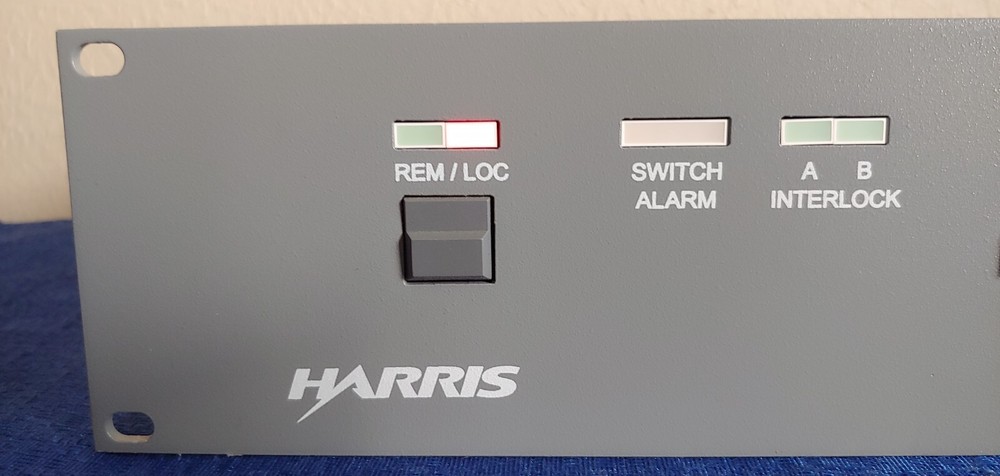 REM / LOC
SWITCH
ALARM
A B
INTERLOCK
HARRIS